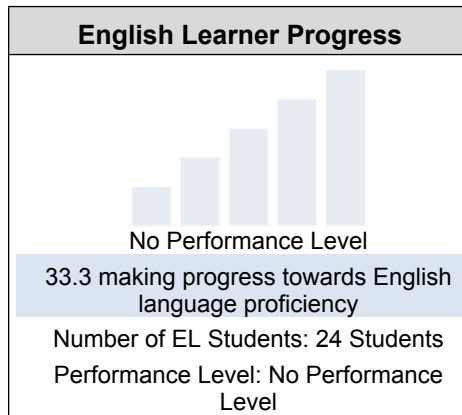 English Learner Progress
No Performance Level
33.3 making progress towards English
language proficiency
Number of EL Students: 24 Students
Performance Level: No Performance
Level